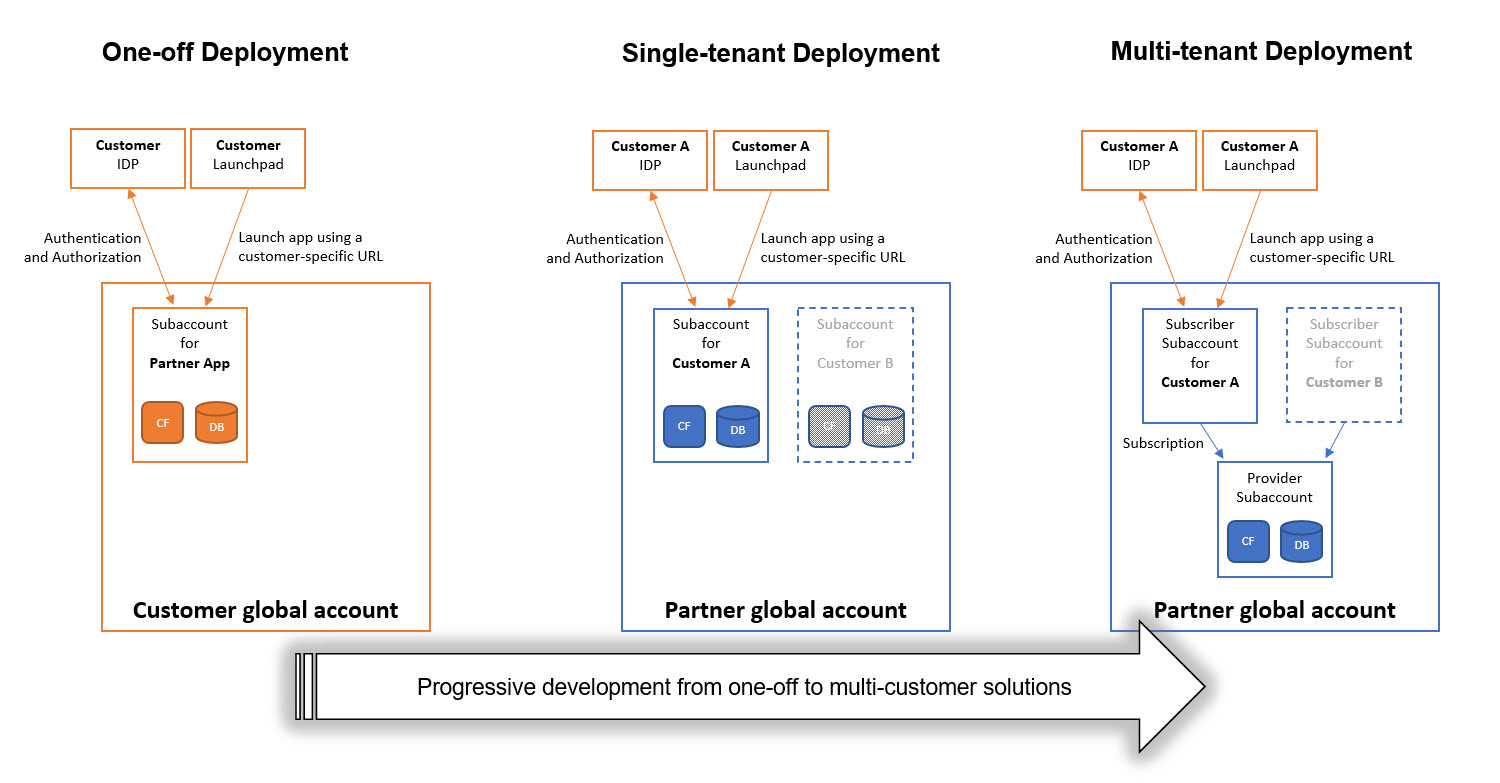 One-off Deployment
Single-tenant Deployment
Multi-tenant Deployment
Customer
IDP
Customer
Launchpad
Authentication
and Authorization
Launch app using a
customer-specific URL
Subaccount
for
Partner App
CF
DB
Customer global account
Customer A
IDP
Customer A
Launchpad
Authentication
and Authorization
Launch app using a
customer-specific URL
Subaccount
for
Customer A
CF
DB
Subaccount
for
Customer B
CF
DB
Partner global account
Customer A
IDP
Customer A
Launchpad
Authentication
and Authorization
Launch app using a
customer-specific URL
Subscriber
Subaccount
for
Customer A
Subscriber
Subaccount
for
Customer B
Subscription
Provider
Subaccount
CF
DB
Partner global account
Progressive development from one-off to multi-customer solutions